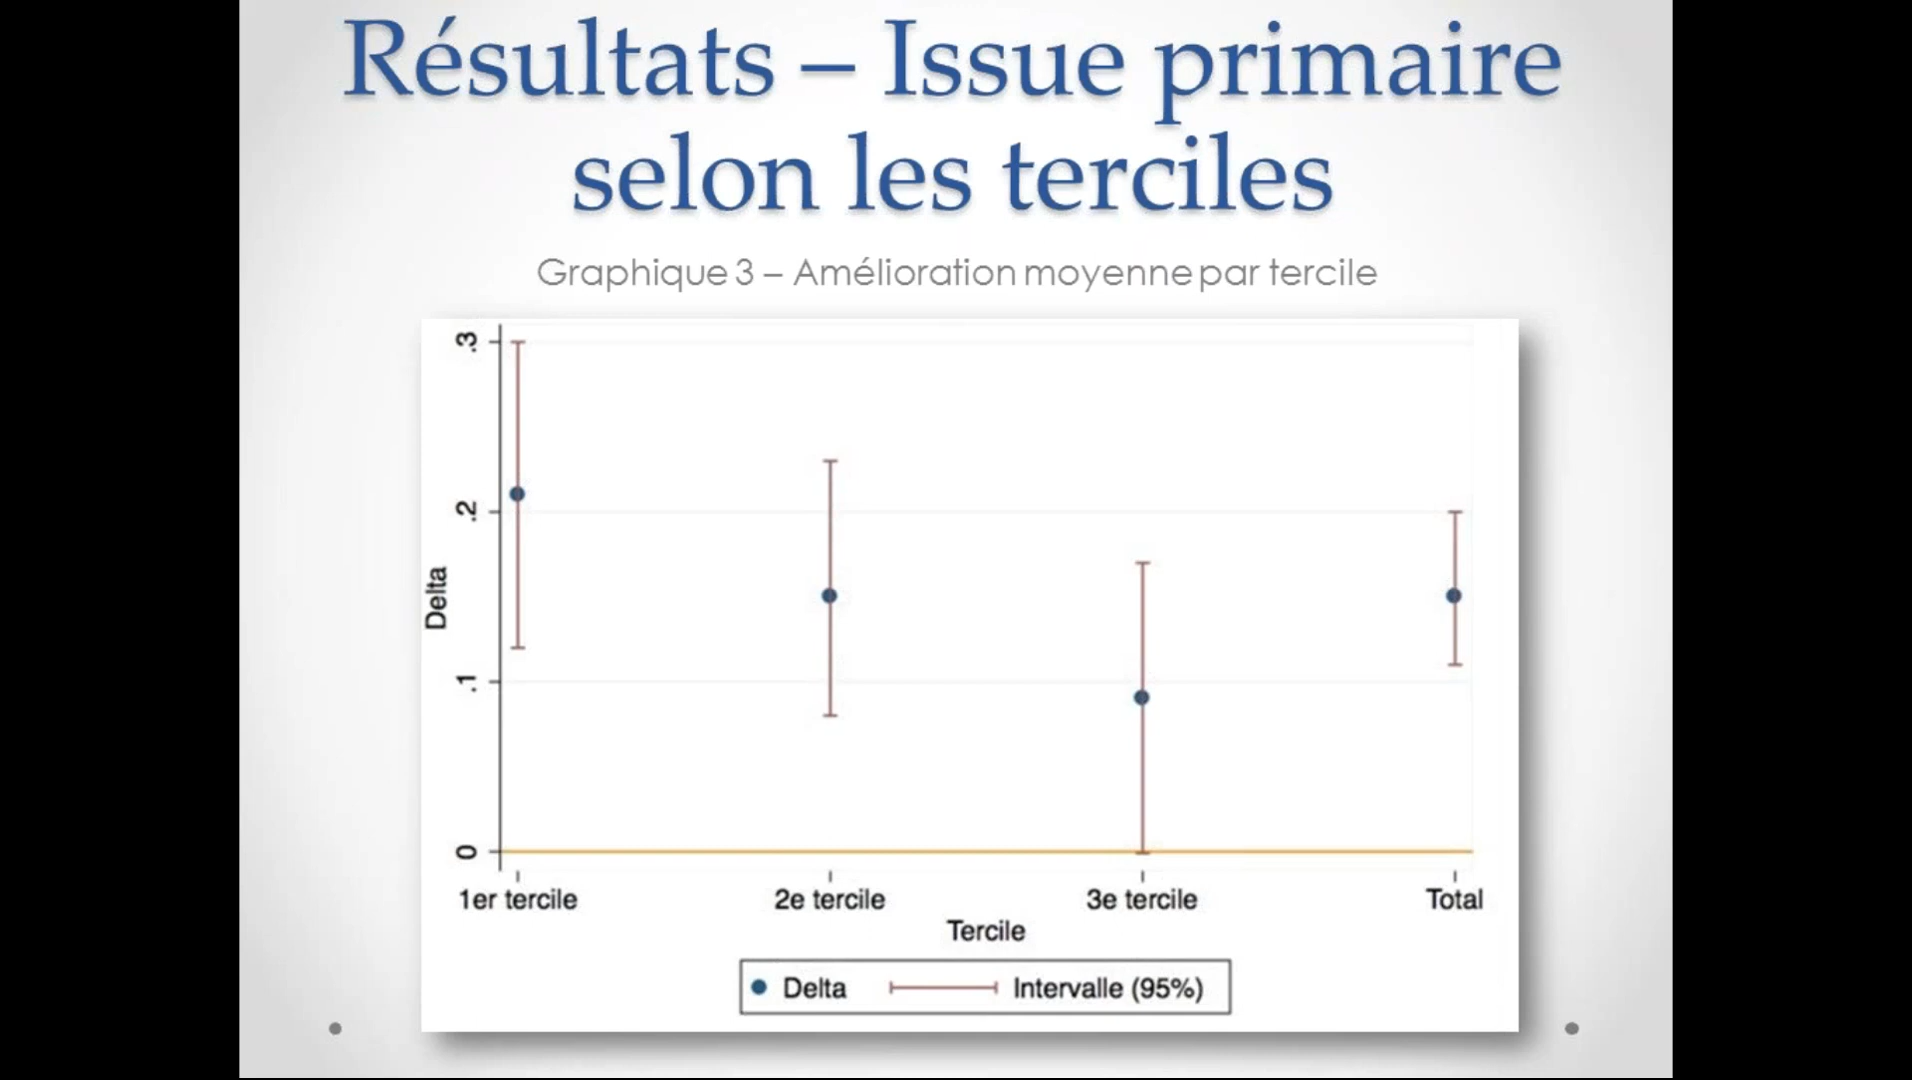 Résultats – Issue primaire
selon les terciles
Graphique 3 – Amélioration moyenne par tercile
.3
.2
.1
0
Delta
1er tercile
2e tercile
3e tercile
Total
Tercile
Delta
Intervalle (95%)